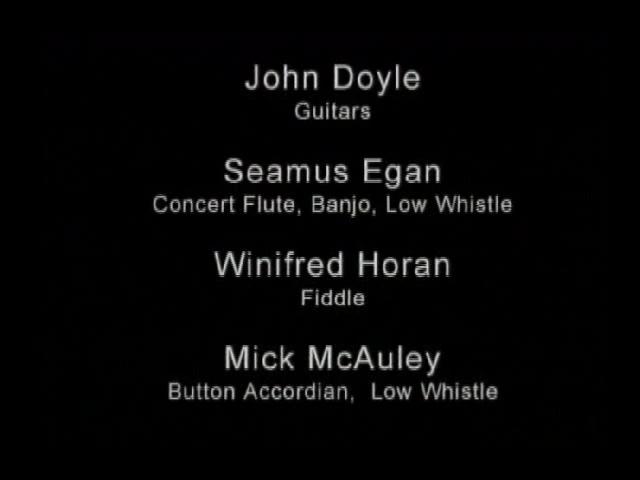 John Doyle
Guitars
Seamus Egan
Concert Flute, Banjo, Low Whistle
Winifred Horan
Fiddle
Mick McAuley
Button Accordian, Low Whistle